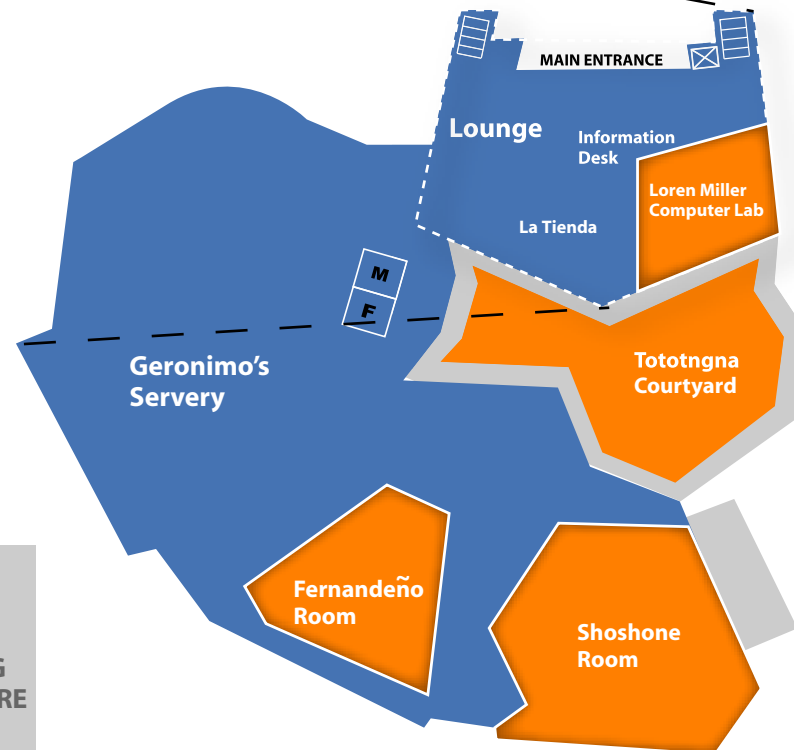 MAIN ENTRANCE
Lounge
Information
Desk
Loren Miller
Computer Lab
La Tienda
M
F
Geronimo’s
Servery
Tototngna
Courtyard
Fernandeño
Room
Shoshone
Room
G
RE